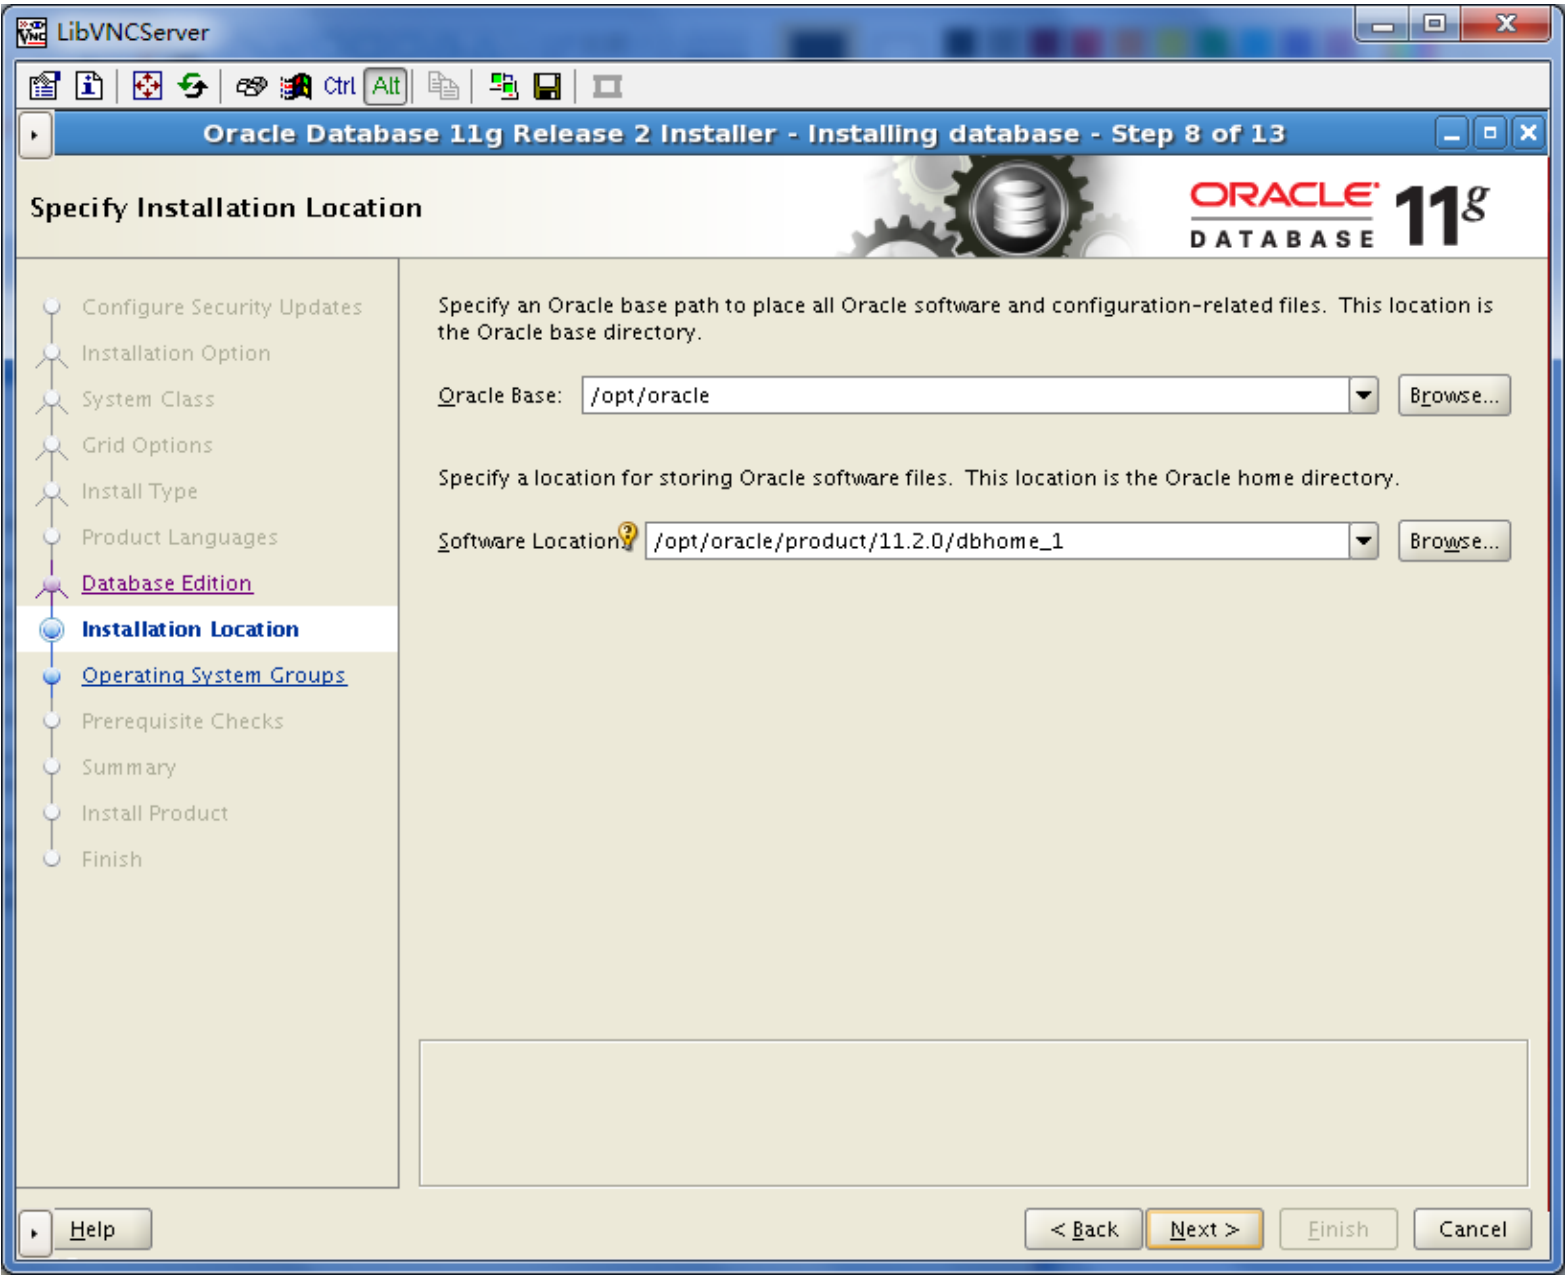 LibVNCServer
Ctrl Alt
Oracle Database 11g Release 2 Installer - Installing database - Step 8 of 13
Specify Installation Location
ORACLE
DATABASE
11g
Configure Security Updates
Installation Option
System Class
Grid Options
Install Type
Product Languages
Database Edition
Installation Location
Operating System Groups
Prerequisite Checks
Summary
Install Product
Finish
Specify an Oracle base path to place all Oracle software and configuration-related files. This location is
the Oracle base directory.
Oracle Base: /opt/oracle Browse...
Specify a location for storing Oracle software files. This location is the Oracle home directory.
Software Location: /opt/oracle/product/11.2.0/dbhome_1 Browse...
Help < Back Next > Finish Cancel